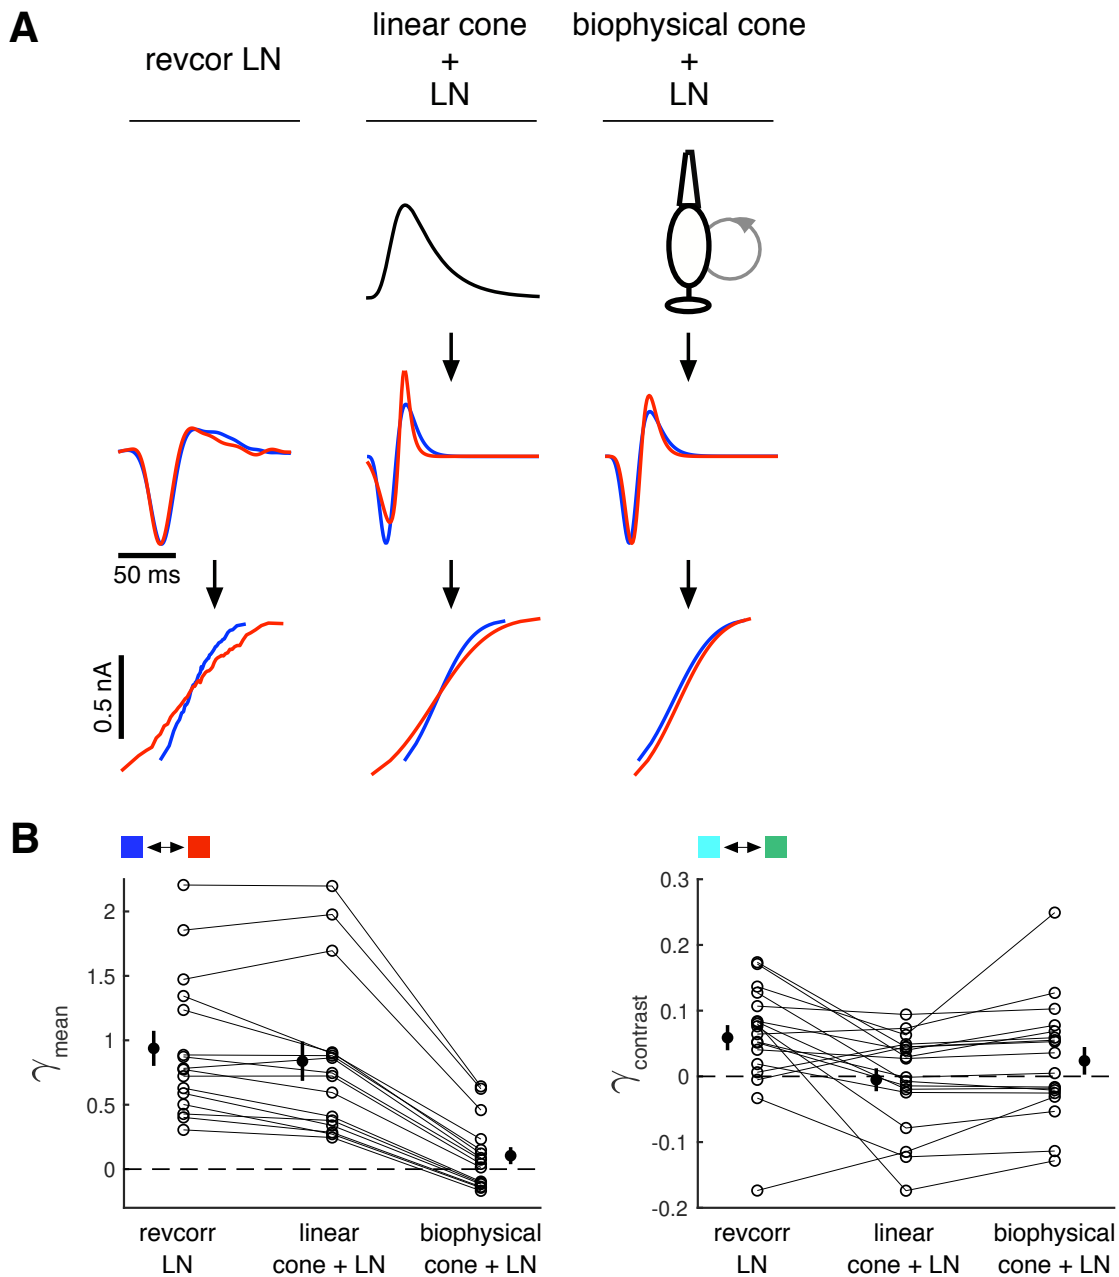 A
revcor LN
linear cone
+
LN
biophysical cone
+
LN
50 ms
0.5 nA
B
γmean
2
1.5
1
0.5
0
revcorr
LN
linear
cone + LN
biophysical
cone + LN
γcontrast
0.3
0.2
0.1
0
-0.1
-0.2
revcorr
LN
linear
cone + LN
biophysical
cone + LN